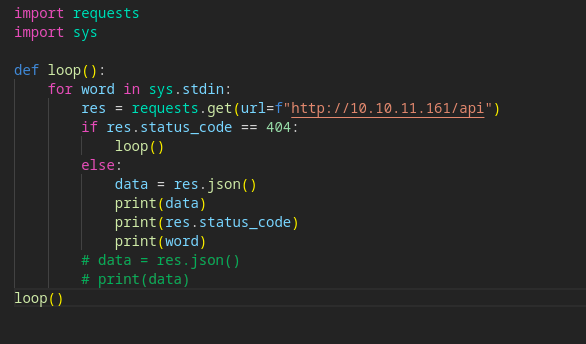 import requests
import sys
def loop():
for word in sys.stdin:
res = requests.get(url=f"http://10.10.11.161/api")
if res.status_code == 404:
loop()
else:
data = res.json()
print(data)
print(res.status_code)
print(word)
# data = res.json()
# print(data)
loop()